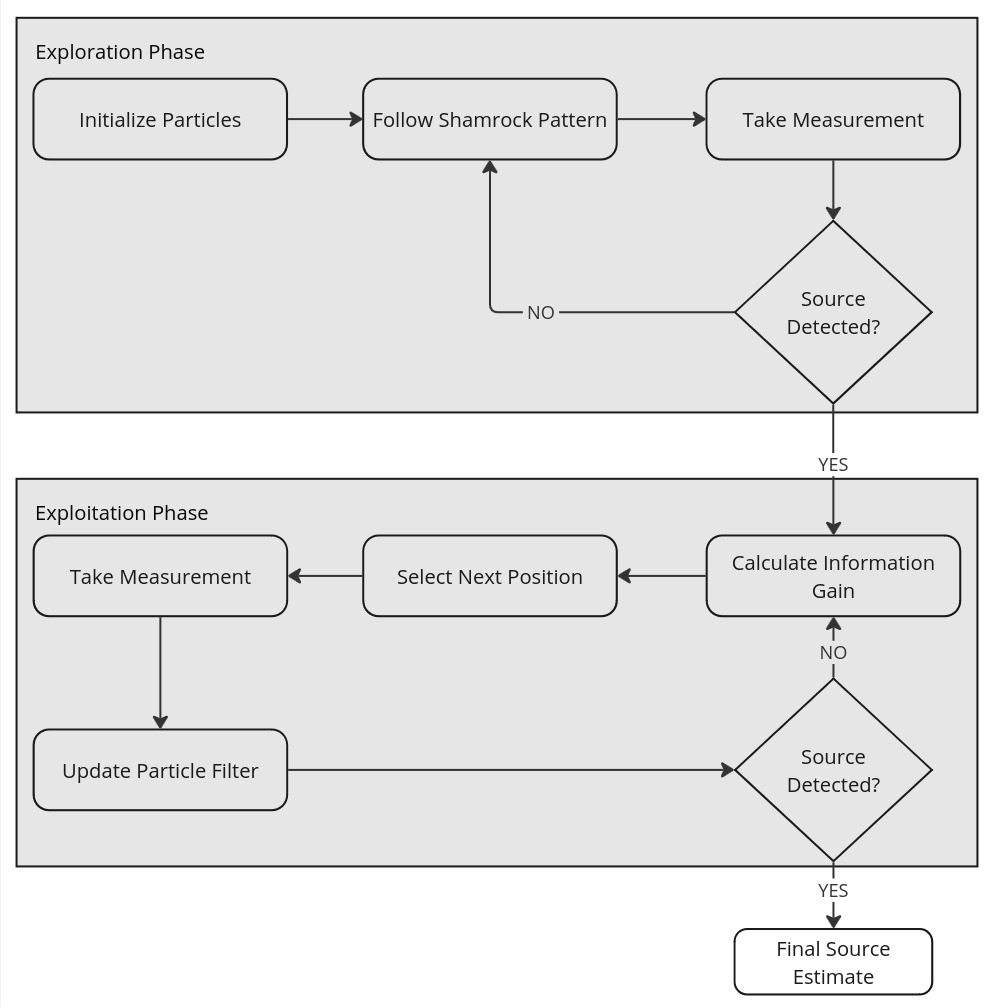 Exploration Phase
Initialize Particles
Follow Shamrock Pattern
Take Measurement
Source
Detected?
NO
YES
Exploitation Phase
Calculate Information
Gain
Select Next Position
Take Measurement
Update Particle Filter
Source
Detected?
NO
YES
Final Source
Estimate